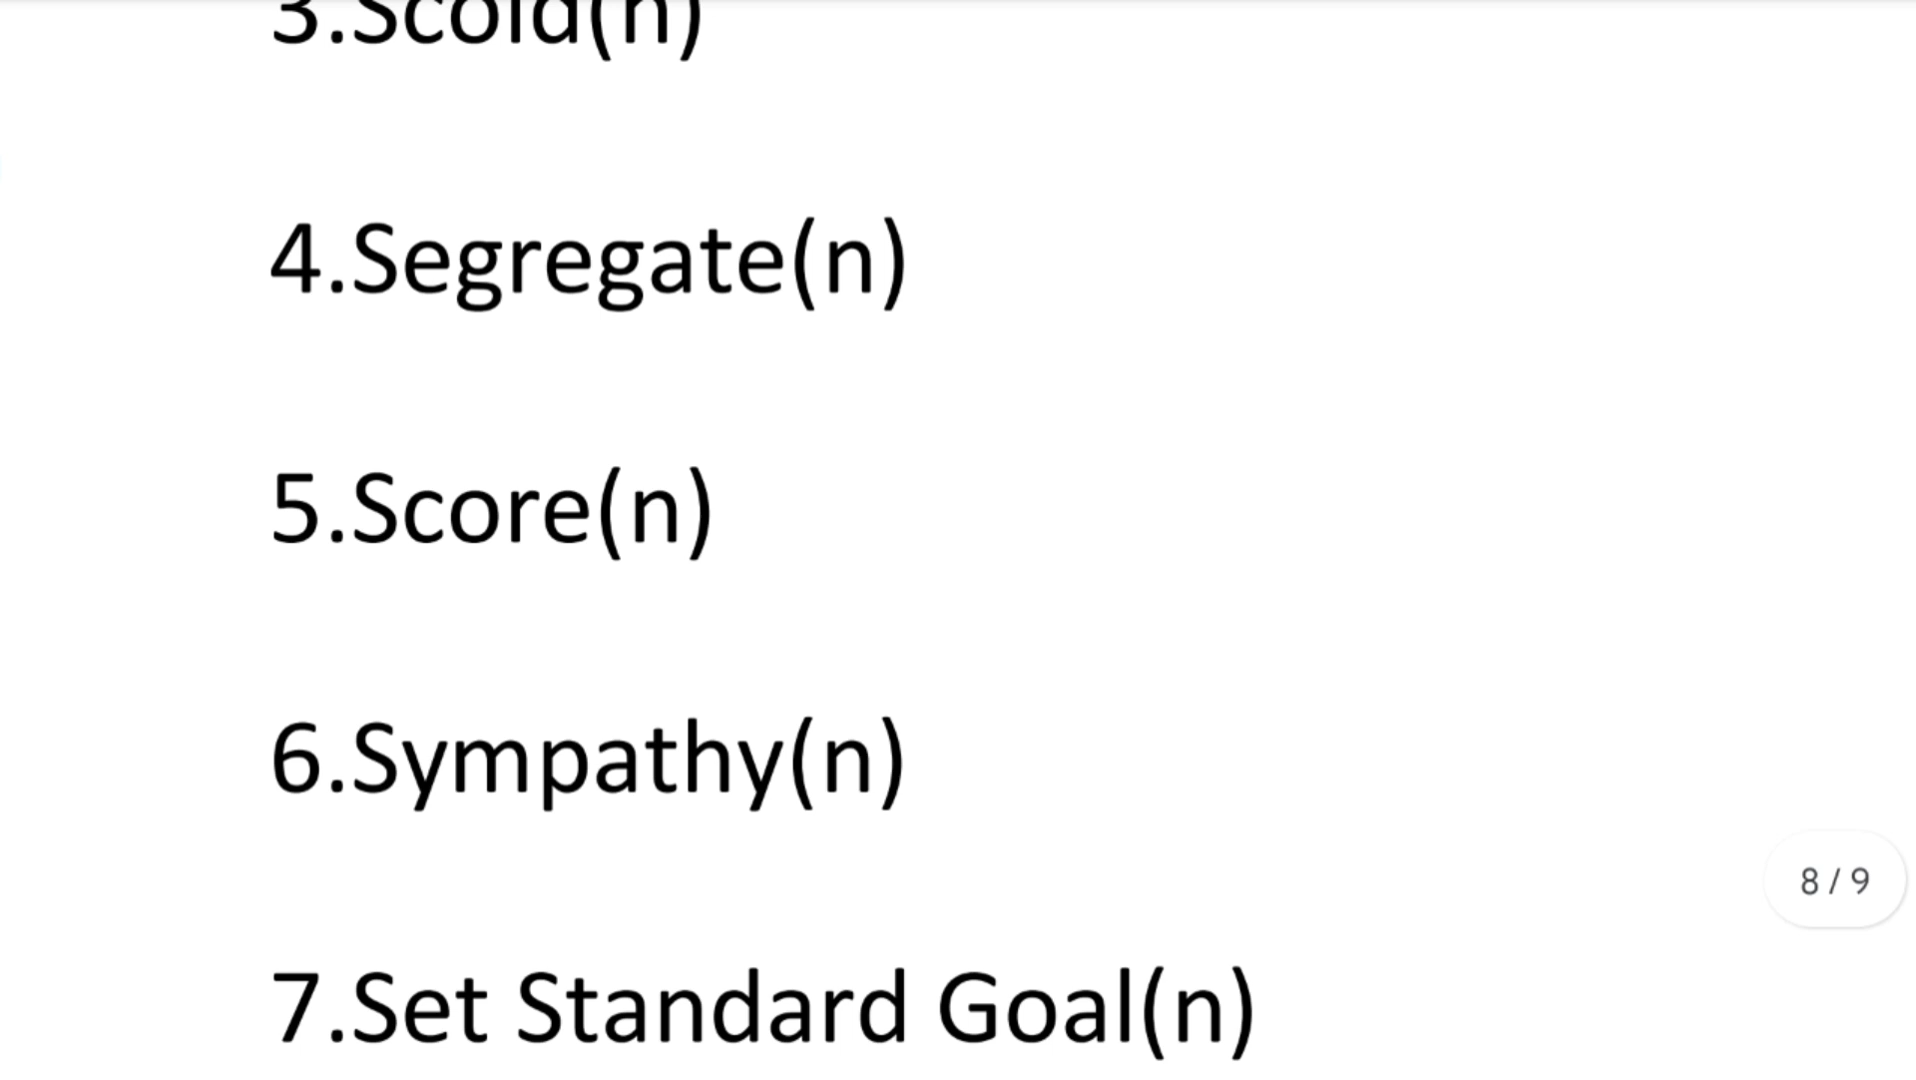 3.Scold(n)
4.Segregate(n)
5.Score(n)
6.Sympathy(n)
8 / 9
7.Set Standard Goal(n)